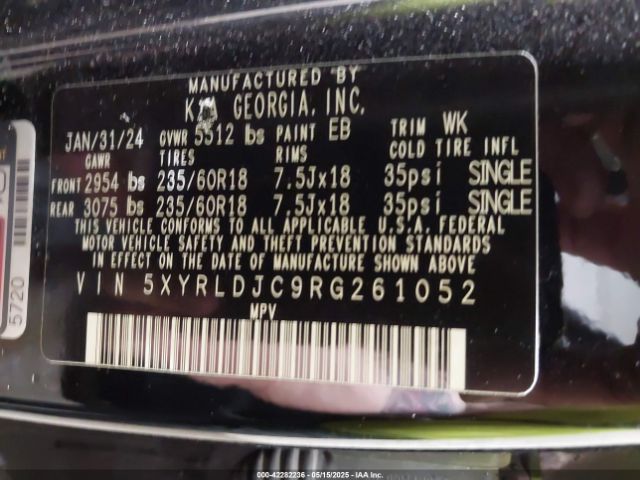 MANUFACTURED BY
KIA GEORGIA, INC.
JAN/31/24 GVWR 5512 lbs PAINT EB TRIM WK
GAWR TIRES RIMS COLD TIRE INFL
FRONT 2954 lbs 235/60R18 7.5Jx18 35psi SINGLE
REAR 3075 lbs 235/60R18 7.5Jx18 35psi SINGLE
THIS VEHICLE CONFORMS TO ALL APPLICABLE U.S.A. FEDERAL
MOTOR VEHICLE SAFETY AND THEFT PREVENTION STANDARDS
IN EFFECT ON THE DATE OF MANUFACTURE SHOWN ABOVE.
VIN 5XYRLDJC9RG261052
MPV
5720
000-42282236 - 05/15/2025 - IAA Inc.